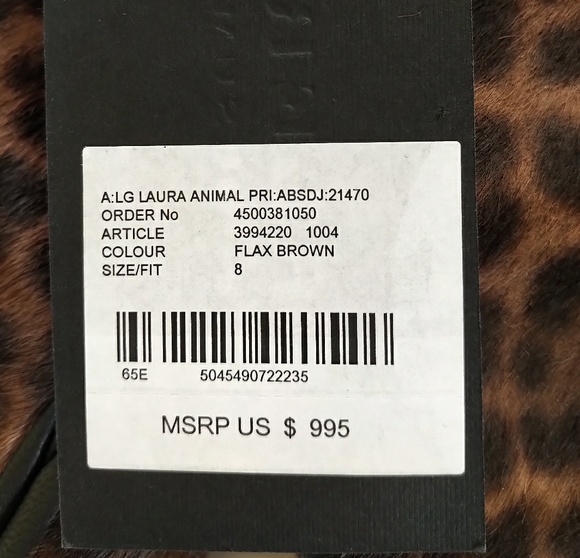 A:LG LAURA ANIMAL PRI:ABSDJ:21470
ORDER No 4500381050
ARTICLE 3994220 1004
COLOUR FLAX BROWN
SIZE/FIT 8
65E 5045490722235
MSRP US $ 995